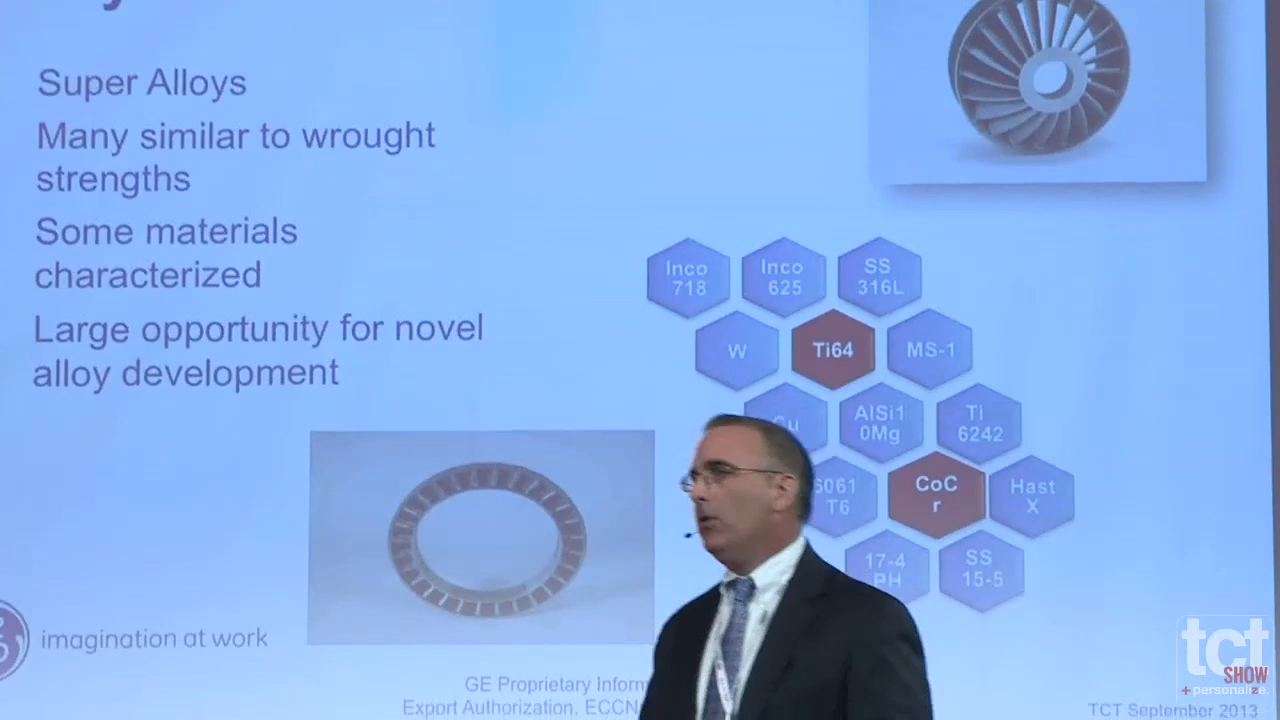 Super Alloys
Many similar to wrought
strengths
Some materials
characterized
Large opportunity for novel
alloy development
Inco
718
Inco
625
SS
316L
W
Ti64
MS-1
AlSi1
0Mg
Ti
6242
6061
T6
CoC
r
Hast
X
17-4
PH
SS
15-5
imagination at work
GE Proprietary
Export Authorization, ECCN
TCT September 2013
tct
SHOW
+ personalize